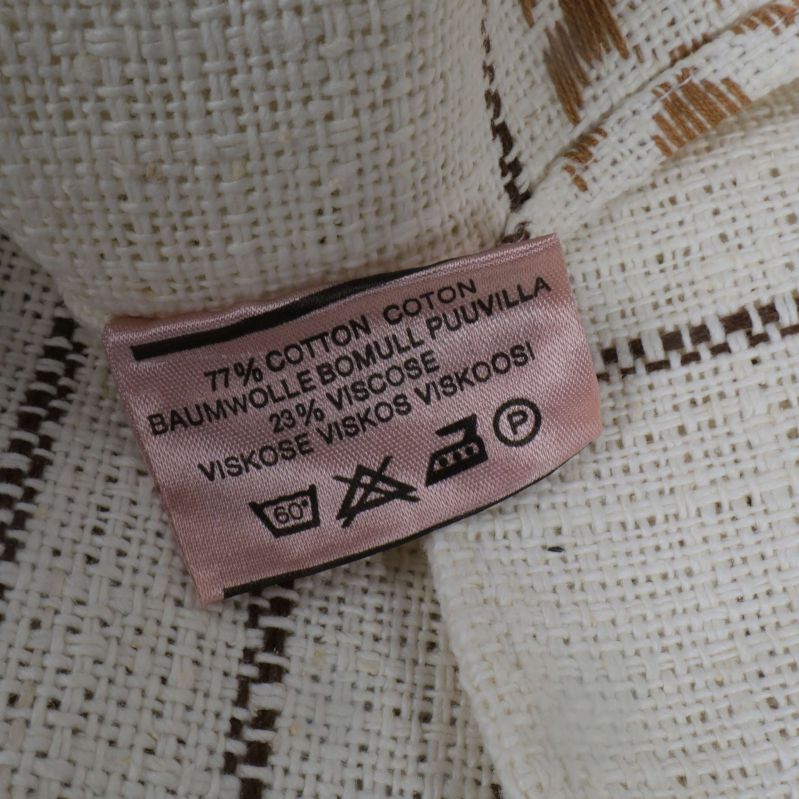 77% COTTON COTON
BAUMWOLLE BOMULL PUUVILLA
23% VISCOSE
VISKOSE VISKOS VISKOOSI
60° P